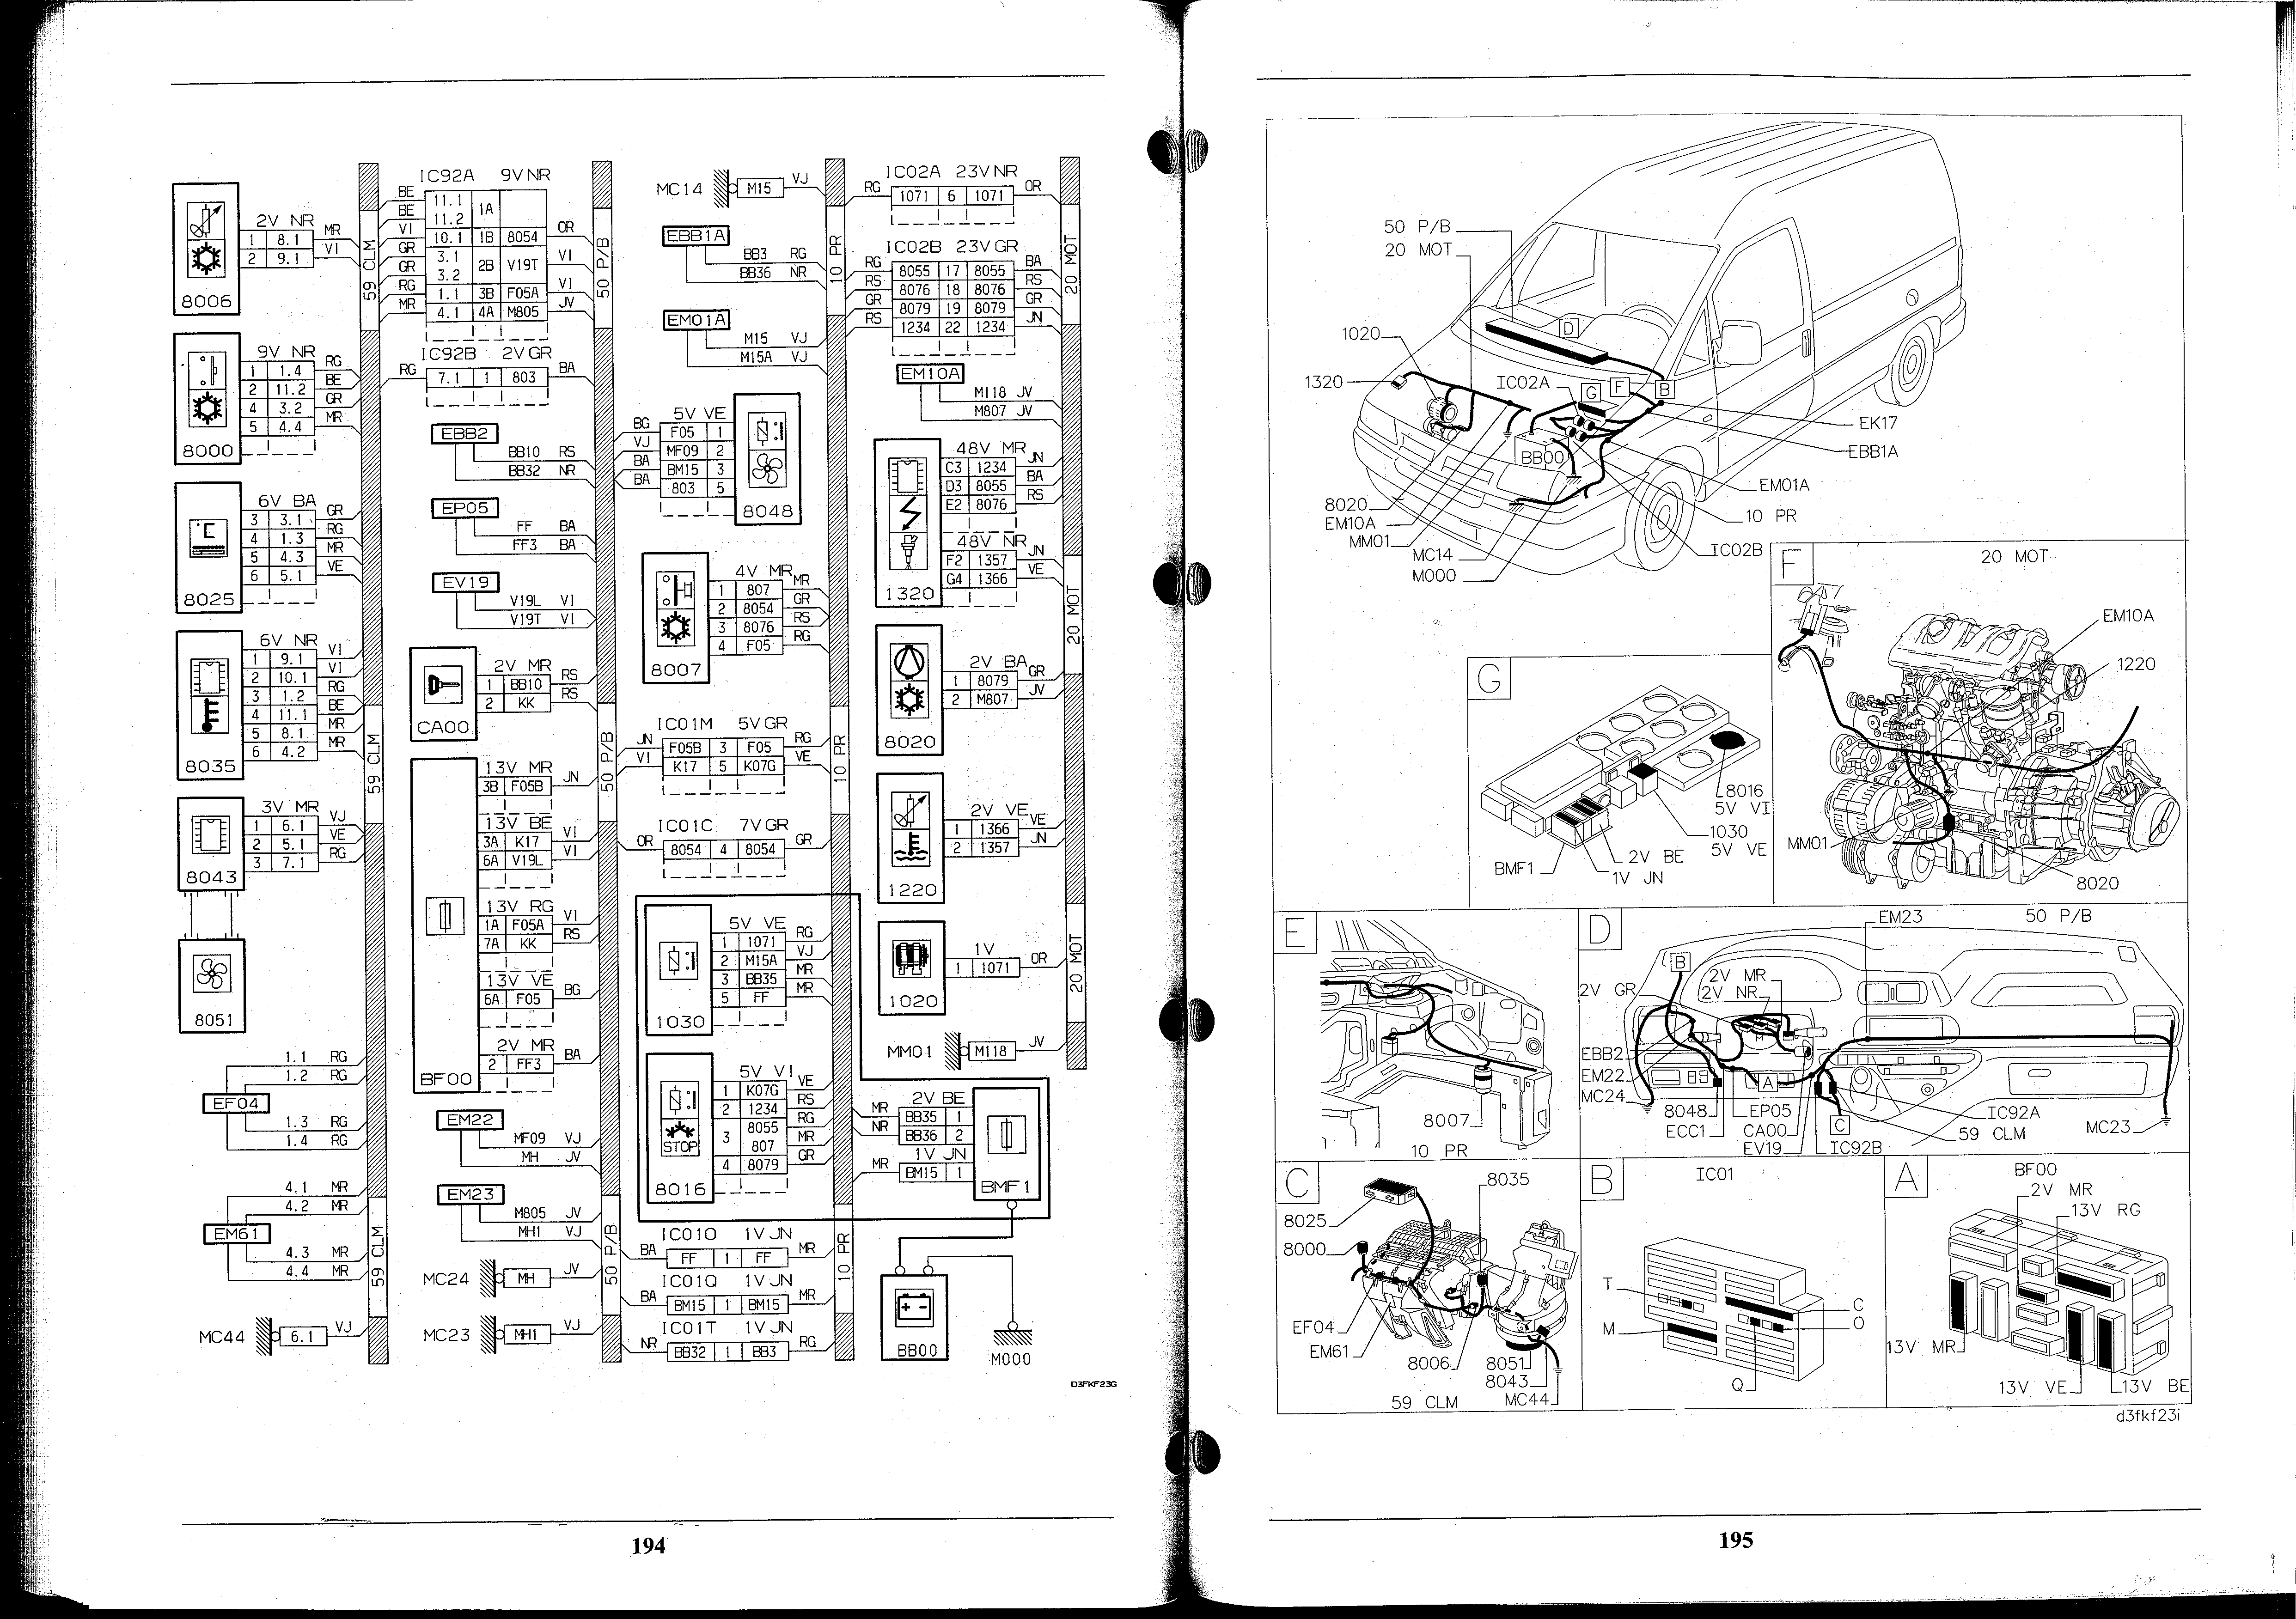 8006
2V NR
1 8.1 MR
2 9.1 VI
8000
9V NR
1 1.4 RG
2 11.2 BE
4 3.2 GR
5 4.4 MR
8025
6V BA
3 3.1 GR
4 1.3 RG
5 4.3 MR
6 5.1 VE
8035
6V NR
1 9.1 VI
2 10.1 VI
3 1.2 RG
4 11.1 BE
5 8.1 MR
6 4.2 MR
8043
3V MR
1 6.1 VJ
2 5.1 VE
3 7.1 RG
8051
1.1 RG
1.2 RG
EF04
1.3 RG
1.4 RG
4.1 MR
4.2 MR
EM61
4.3 MR
4.4 MR
MC44 6.1 VJ
59 CLM
59 CLM
59 CLM
IC92A 9V NR
BE 11.1 1A
BE 11.2
VI 10.1 1B 8054 OR
GR 3.1 2B V19T VI
GR 3.2
RG 1.1 3B F05A VI
MR 4.1 4A M805 JV
IC92B 2V GR
RG 7.1 1 803 BA
EBB2
BB10 RS
BB32 NR
EP05
FF BA
FF3 BA
EV19
V19L VI
V19T VI
CA00
2V MR
1 BB10 RS
2 KK RS
BF00
13V MR
3B F05B JN
13V BE
3A K17 VI
6A V19L VI
13V RG
1A F05A VI
7A KK RS
13V VE
6A F05 BG
2V MR
2 FF3 BA
EM22
MF09 VJ
MH JV
EM23
M805 JV
MH1 VJ
MC24 MH JV
MC23 MH1 VJ
50 P/B
50 P/B
50 P/B
MC14 M15 VJ
EBB1A
BB3 RG
BB36 NR
EM01A
M15 VJ
M15A VJ
5V VE
BG F05 1
VJ MF09 2
BA BM15 3
BA 803 5
8048
8007
4V MR
1 807 MR
2 8054 GR
3 8076 RS
4 F05 RG
IC01M 5V GR
JN F05B 3 F05 RG
VI K17 5 K07G VE
IC01C 7V GR
OR 8054 4 8054 GR
1030
5V VE
1 1071 RG
2 M15A VJ
3 BB35 MR
5 FF MR
STOP
8016
5V VI
1 K07G VE
2 1234 RS
3 8055 RG
807 MR
4 8079 GR
IC01O 1V JN
BA FF 1 FF MR
IC01Q 1V JN
BA BM15 1 BM15 MR
IC01T 1V JN
NR BB32 1 BB3 RG
10 PR
10 PR
10 PR
IC02A 23V NR
RG 1071 6 1071 OR
IC02B 23V GR
RG 8055 17 8055 BA
RS 8076 18 8076 RS
GR 8079 19 8079 GR
RS 1234 22 1234 JN
EM10A
M118 JV
M807 JV
1320
48V MR
C3 1234 JN
D3 8055 BA
E2 8076 RS
48V NR
F2 1357 JN
G4 1366 VE
8020
2V BA
1 8079 GR
2 M807 JV
1220
2V VE
1 1366 VE
2 1357 JN
1020
1V
1 1071 OR
MM01 M118 JV
2V BE
MR BB35 1
NR BB36 2
1V JN
MR BM15 1
BMF1
BB00
M000
20 MOT
20 MOT
20 MOT
D3FKF23G
194
50 P/B
20 MOT
D
1020
1320
IC02A
G
F
B
EK17
EBB1A
BB00
EM01A
10 PR
IC02B
8020
EM10A
MM01
MC14
M000
F
20 MOT
EM10A
1220
MM01
8020
G
8016
5V VI
1030
5V VE
2V BE
1V JN
BMF1
E
8007
10 PR
D
EM23
50 P/B
B
2V MR
2V NR
2V GR
EBB2
EM22
MC24
A
8048
ECC1
EP05
CA00
EV19
C
IC92A
59 CLM
IC92B
MC23
C
8035
8025
8000
EF04
EM61
8006
8051
8043
MC44
59 CLM
B
IC01
T
M
C
O
Q
A
BF00
2V MR
13V RG
13V MR
13V VE
13V BE
d3fkf23i
195